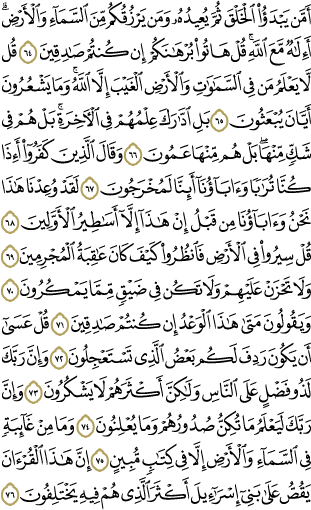 أَمَّن يَبْدَؤُا۟ ٱلْخَلْقَ ثُمَّ يُعِيدُهُۥ وَمَن يَرْزُقُكُم مِّنَ ٱلسَّمَآءِ وَٱلْأَرْضِ ۗ
أَءِلَـٰهٌ مَّعَ ٱللَّهِ ۚ قُلْ هَاتُوا۟ بُرْهَـٰنَكُمْ إِن كُنتُمْ صَـٰدِقِينَ ٦٤ قُل
لَّا يَعْلَمُ مَن فِى ٱلسَّمَـٰوَٰتِ وَٱلْأَرْضِ ٱلْغَيْبَ إِلَّا ٱللَّهُ ۚ وَمَا يَشْعُرُونَ
أَيَّانَ يُبْعَثُونَ ٦٥ بَلِ ٱدَّٰرَكَ عِلْمُهُمْ فِى ٱلْـَٔاخِرَةِ ۚ بَلْ هُمْ فِى
شَكٍّ مِّنْهَا ۖ بَلْ هُم مِّنْهَا عَمُونَ ٦٦ وَقَالَ ٱلَّذِينَ كَفَرُوٓا۟ أَءِذَا
كُنَّا تُرَٰبًا وَءَابَآؤُنَآ أَئِنَّا لَمُخْرَجُونَ ٦٧ لَقَدْ وُعِدْنَا هَـٰذَا
نَحْنُ وَءَابَآؤُنَا مِن قَبْلُ إِنْ هَـٰذَآ إِلَّآ أَسَـٰطِيرُ ٱلْأَوَّلِينَ ٦٨
قُلْ سِيرُوا۟ فِى ٱلْأَرْضِ فَٱنظُرُوا۟ كَيْفَ كَانَ عَـٰقِبَةُ ٱلْمُجْرِمِينَ ٦٩
وَلَا تَحْزَنْ عَلَيْهِمْ وَلَا تَكُن فِى ضَيْقٍ مِّمَّا يَمْكُرُونَ ٧٠
وَيَقُولُونَ مَتَىٰ هَـٰذَا ٱلْوَعْدُ إِن كُنتُمْ صَـٰدِقِينَ ٧١ قُلْ عَسَىٰٓ
أَن يَكُونَ رَدِفَ لَكُم بَعْضُ ٱلَّذِى تَسْتَعْجِلُونَ ٧٢ وَإِنَّ رَبَّكَ
لَذُو فَضْلٍ عَلَى ٱلنَّاسِ وَلَـٰكِنَّ أَكْثَرَهُمْ لَا يَشْكُرُونَ ٧٣ وَإِنَّ
رَبَّكَ لَيَعْلَمُ مَا تُكِنُّ صُدُورُهُمْ وَمَا يُعْلِنُونَ ٧٤ وَمَا مِنْ غَآئِبَةٍ
فِى ٱلسَّمَآءِ وَٱلْأَرْضِ إِلَّا فِى كِتَـٰبٍ مُّبِينٍ ٧٥ إِنَّ هَـٰذَا ٱلْقُرْءَانَ
يَقُصُّ عَلَىٰ بَنِىٓ إِسْرَٰٓءِيلَ أَكْثَرَ ٱلَّذِى هُمْ فِيهِ يَخْتَلِفُونَ ٧٦